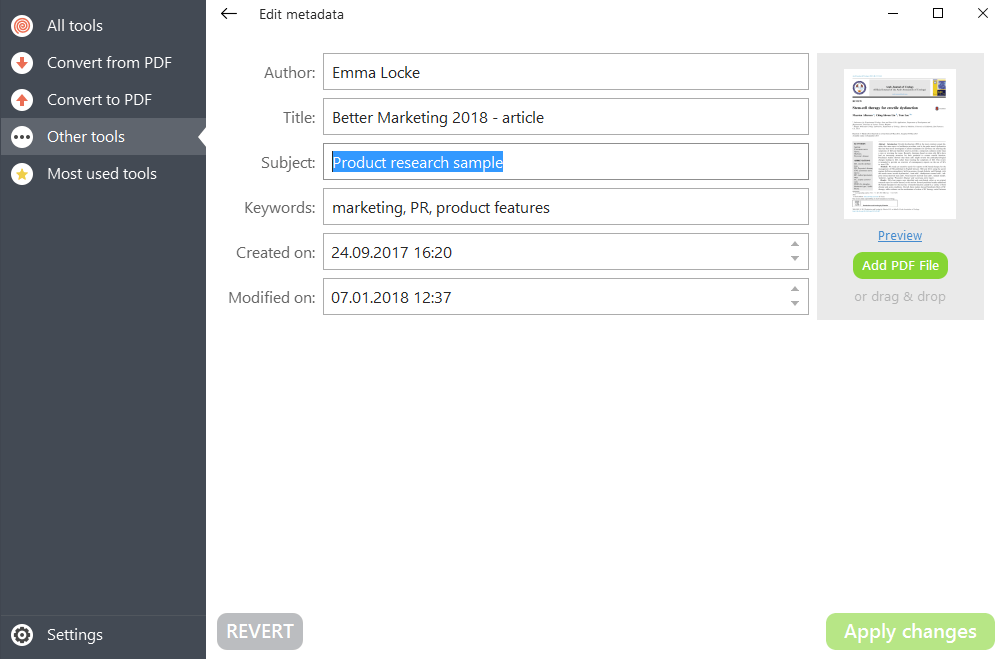 Edit metadata
All tools
Convert from PDF
Convert to PDF
Other tools
Most used tools
Settings
Author: Emma Locke
Title: Better Marketing 2018 - article
Subject: Product research sample
Keywords: marketing, PR, product features
Created on: 24.09.2017 16:20
Modified on: 07.01.2018 12:37
Stem-cell therapy for erectile dysfunction
Preview
Add PDF File
or drag & drop
REVERT
Apply changes